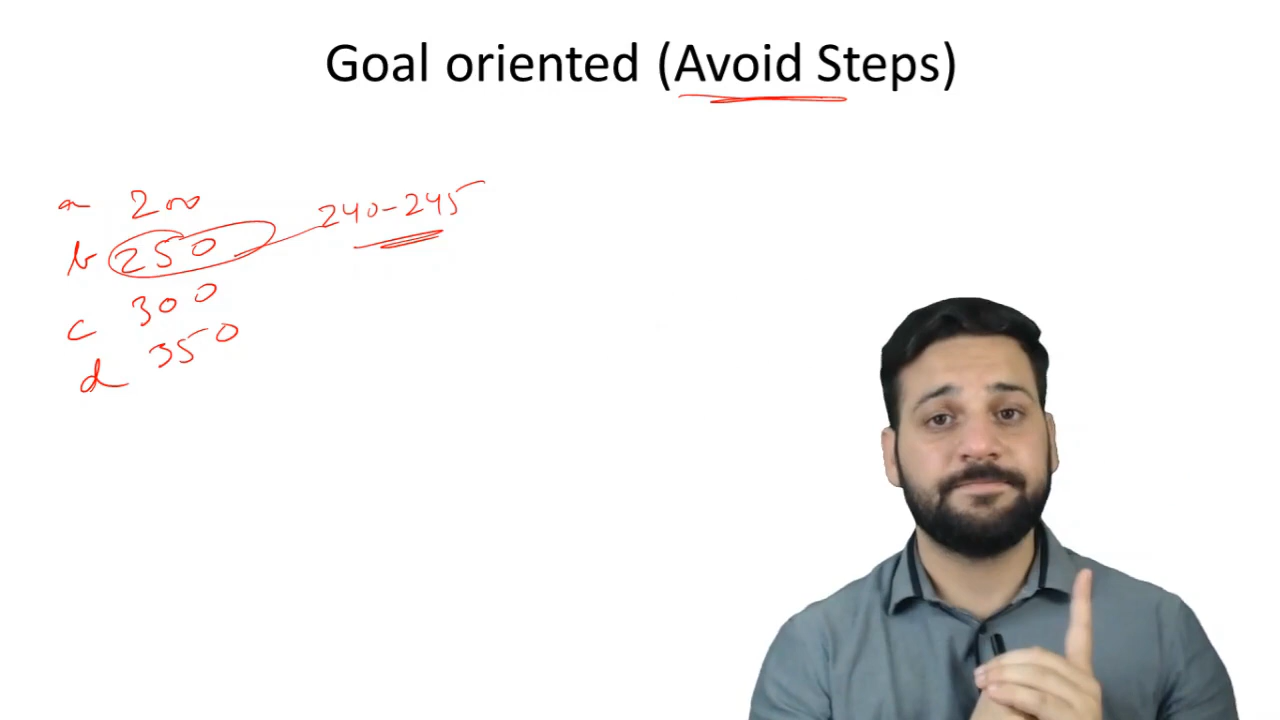 Goal oriented (Avoid Steps)
a 200
b 250 240-245
c 300
d 350